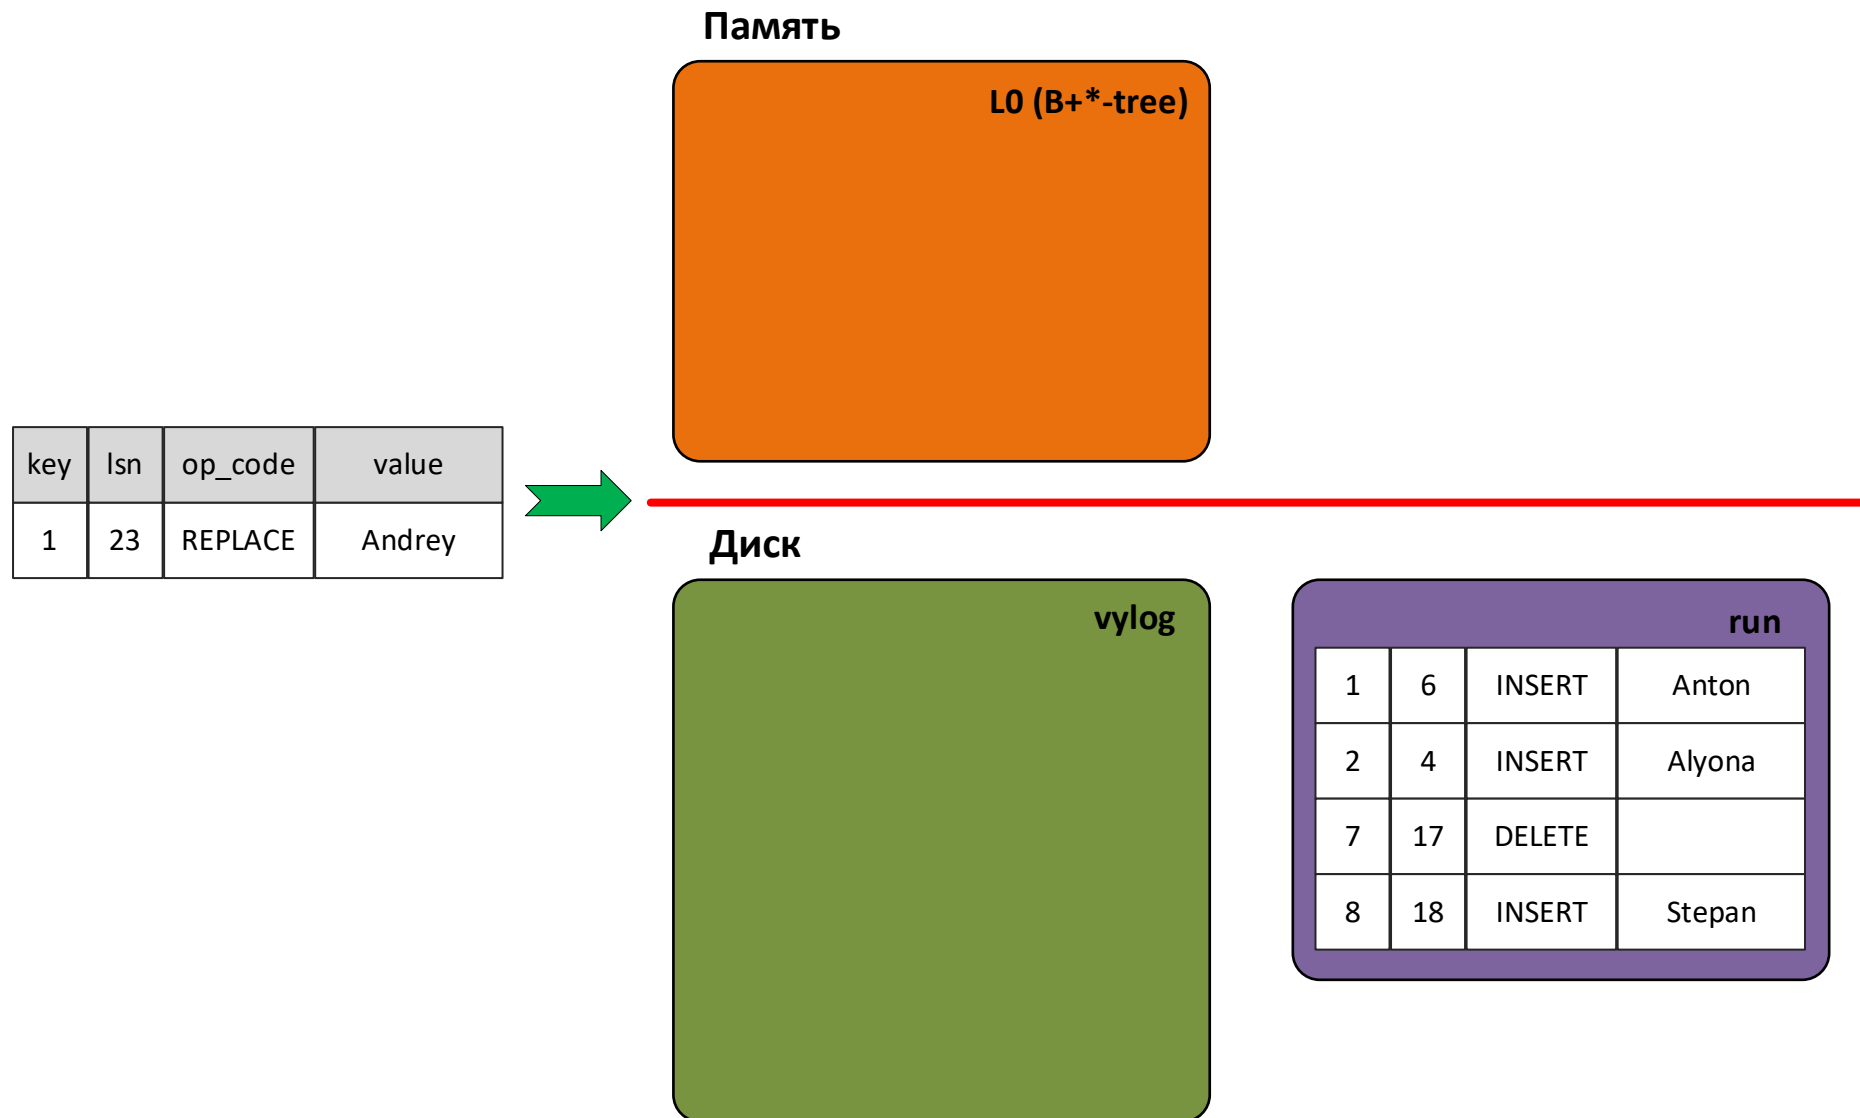 Память
L0 (B+*-tree)
key lsn op_code value
1 23 REPLACE Andrey
Диск
vylog
run
1 6 INSERT Anton
2 4 INSERT Alyona
7 17 DELETE
8 18 INSERT Stepan